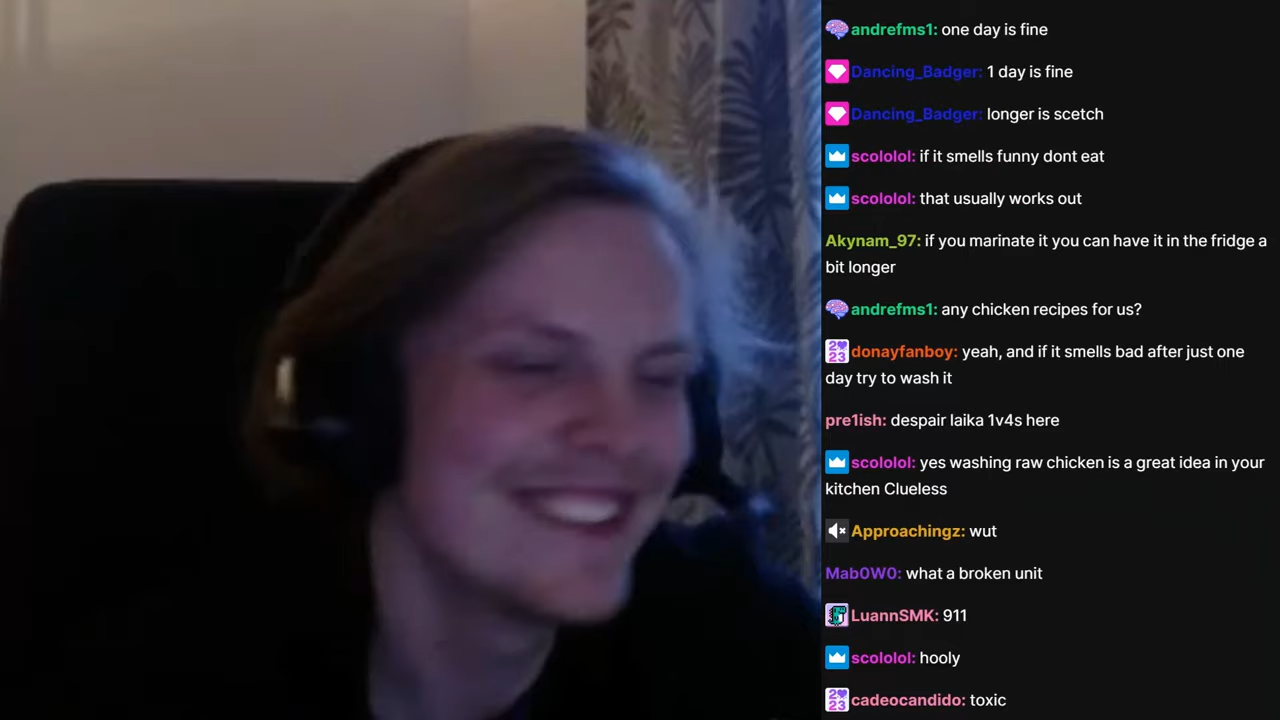 andrefms1: one day is fine
Dancing_Badger: 1 day is fine
Dancing_Badger: longer is scetch
scololol: if it smells funny dont eat
scololol: that usually works out
Akynam_97: if you marinate it you can have it in the fridge a
bit longer
andrefms1: any chicken recipes for us?
2♥
23 donayfanboy: yeah, and if it smells bad after just one
day try to wash it
pre1ish: despair laika 1v4s here
scololol: yes washing raw chicken is a great idea in your
kitchen Clueless
Approachingz: wut
Mab0W0: what a broken unit
LuannSMK: 911
scololol: hooly
2♥
23 cadeocandido: toxic